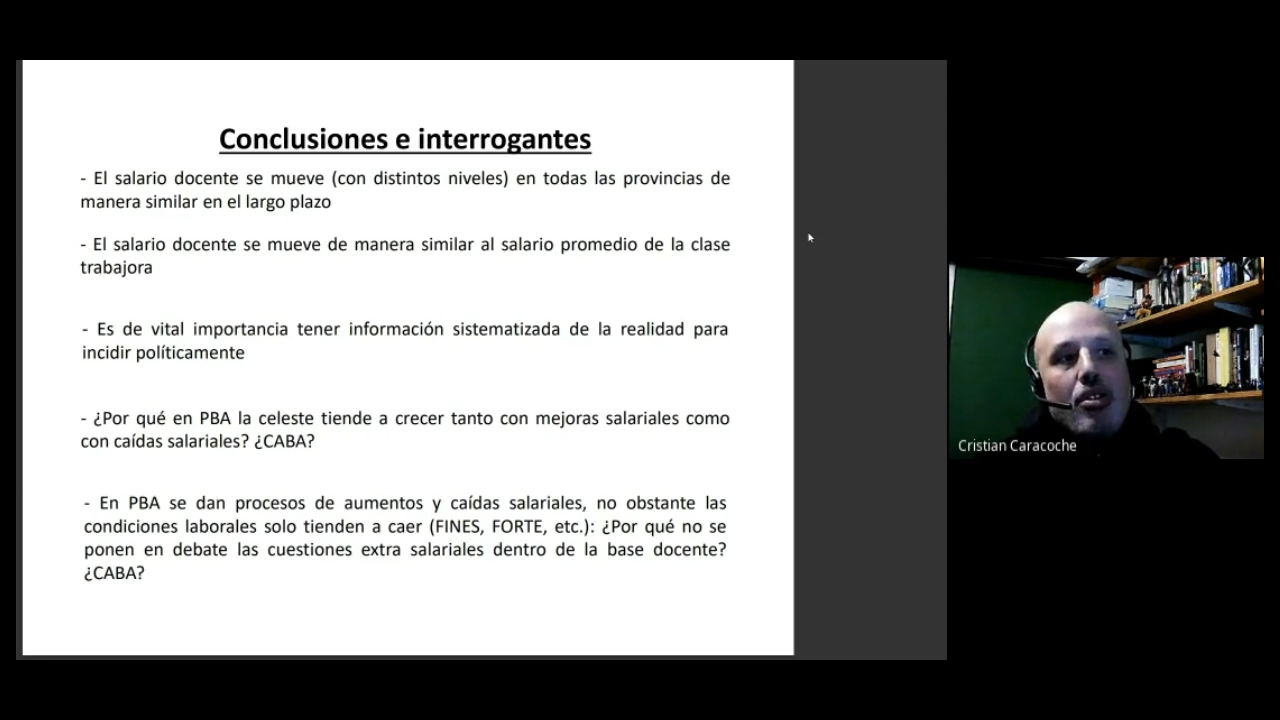 Conclusiones e interrogantes
- El salario docente se mueve (con distintos niveles) en todas las provincias de
manera similar en el largo plazo
- El salario docente se mueve de manera similar al salario promedio de la clase
trabajora
- Es de vital importancia tener información sistematizada de la realidad para
incidir políticamente
- ¿Por qué en PBA la celeste tiende a crecer tanto con mejoras salariales como
con caídas salariales? ¿CABA?
- En PBA se dan procesos de aumentos y caídas salariales, no obstante las
condiciones laborales solo tienden a caer (FINES, FORTE, etc.): ¿Por qué no se
ponen en debate las cuestiones extra salariales dentro de la base docente?
¿CABA?
Cristian Caracoche